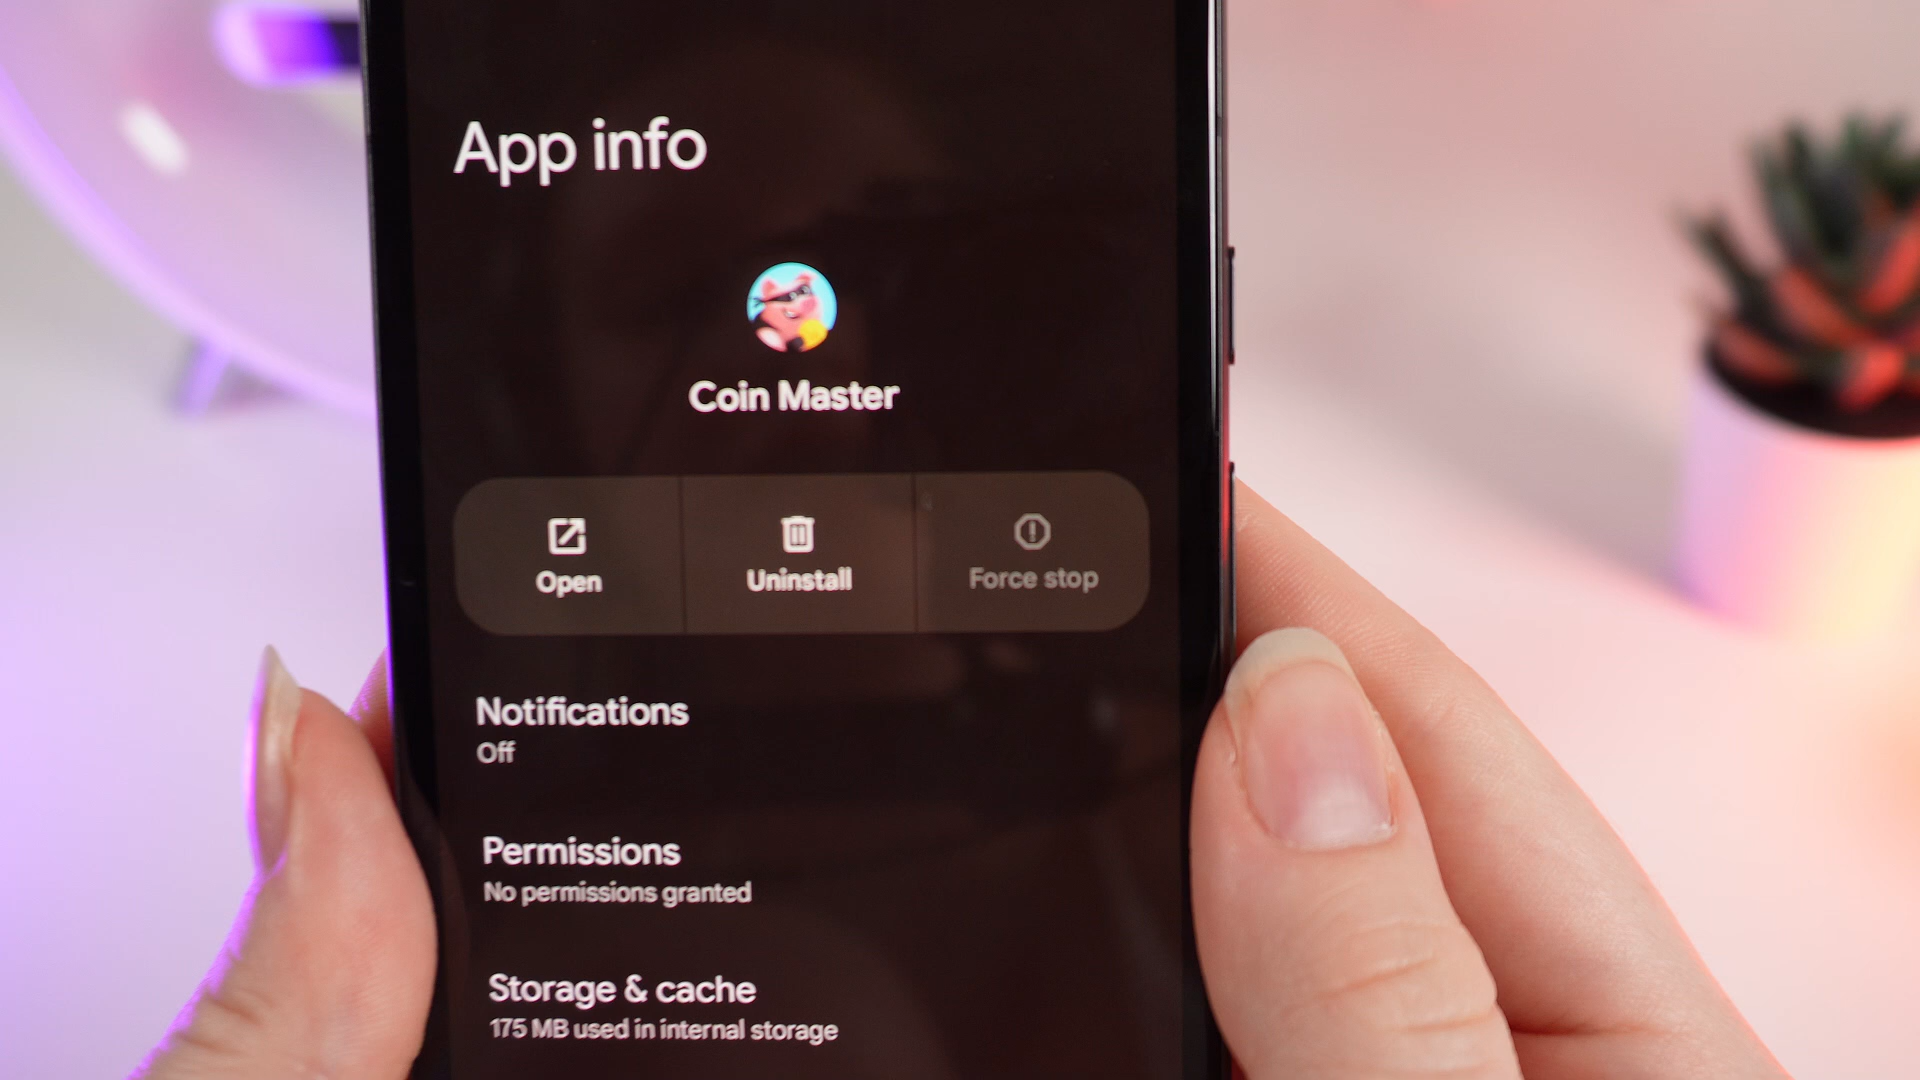 App info
Coin Master
Open
Uninstall
Force stop
Notifications
Off
Permissions
No permissions granted
Storage & cache
175 MB used in internal storage